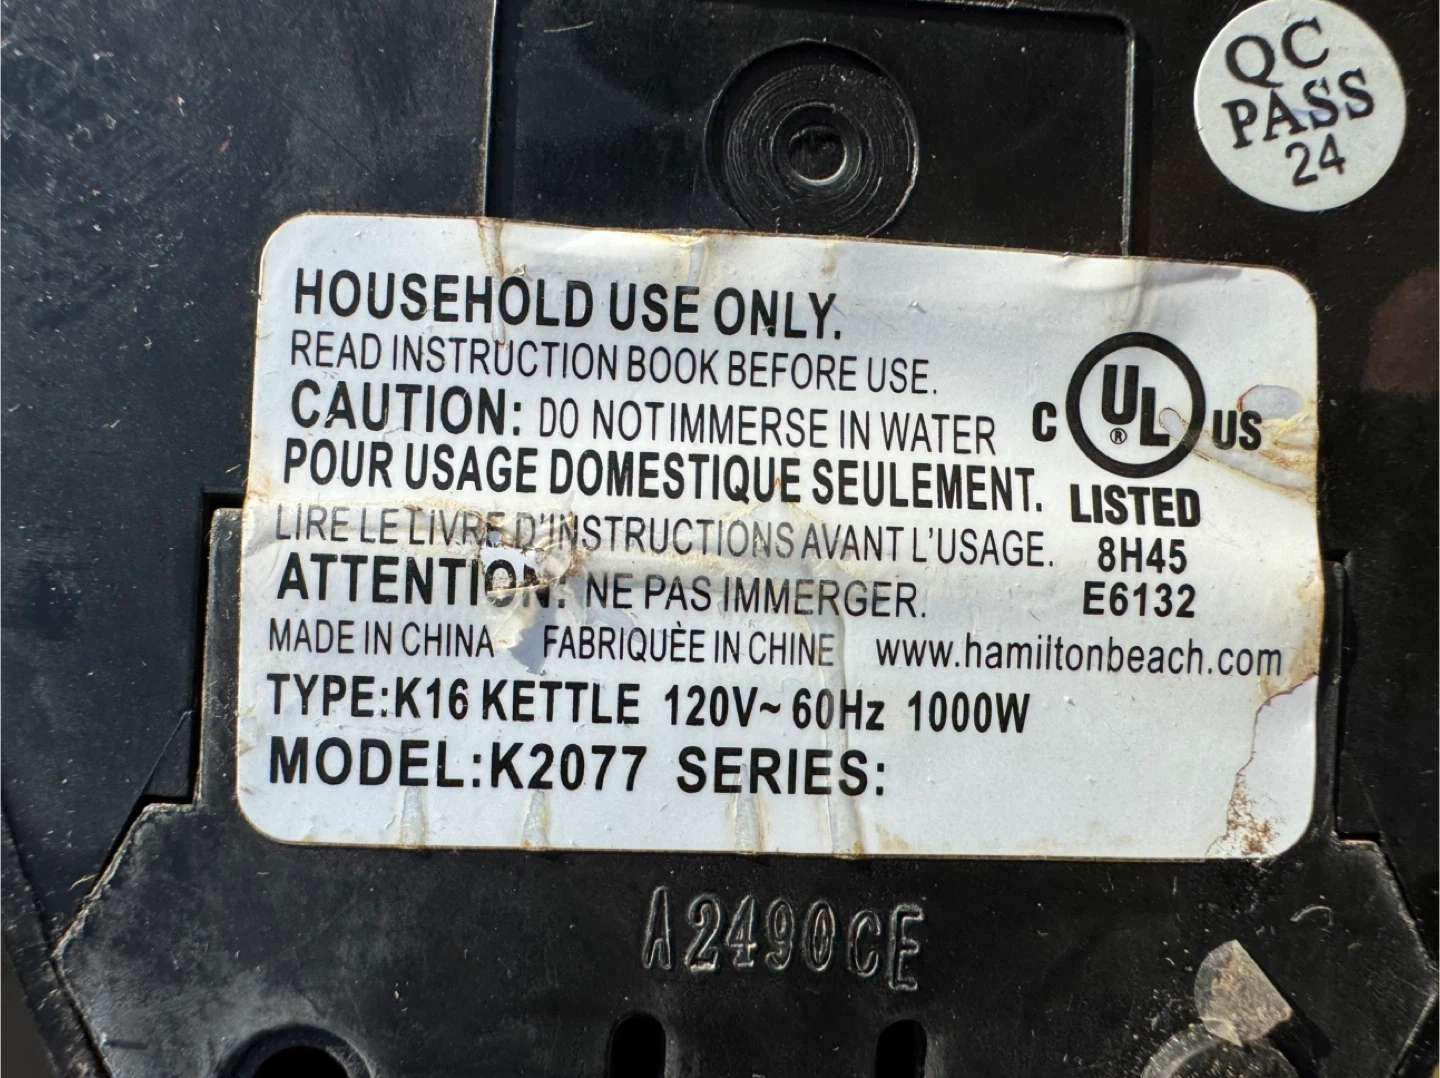 QC
PASS
24
HOUSEHOLD USE ONLY.
READ INSTRUCTION BOOK BEFORE USE.
CAUTION: DO NOT IMMERSE IN WATER
POUR USAGE DOMESTIQUE SEULEMENT.
LIRE LE LIVRE D'INSTRUCTIONS AVANT L'USAGE.
ATTENTION: NE PAS IMMERGER.
MADE IN CHINA FABRIQUÈE IN CHINE www.hamiltonbeach.com
TYPE:K16 KETTLE 120V~ 60Hz 1000W
MODEL:K2077 SERIES:
C UL® US
LISTED
8H45
E6132
A2490CE